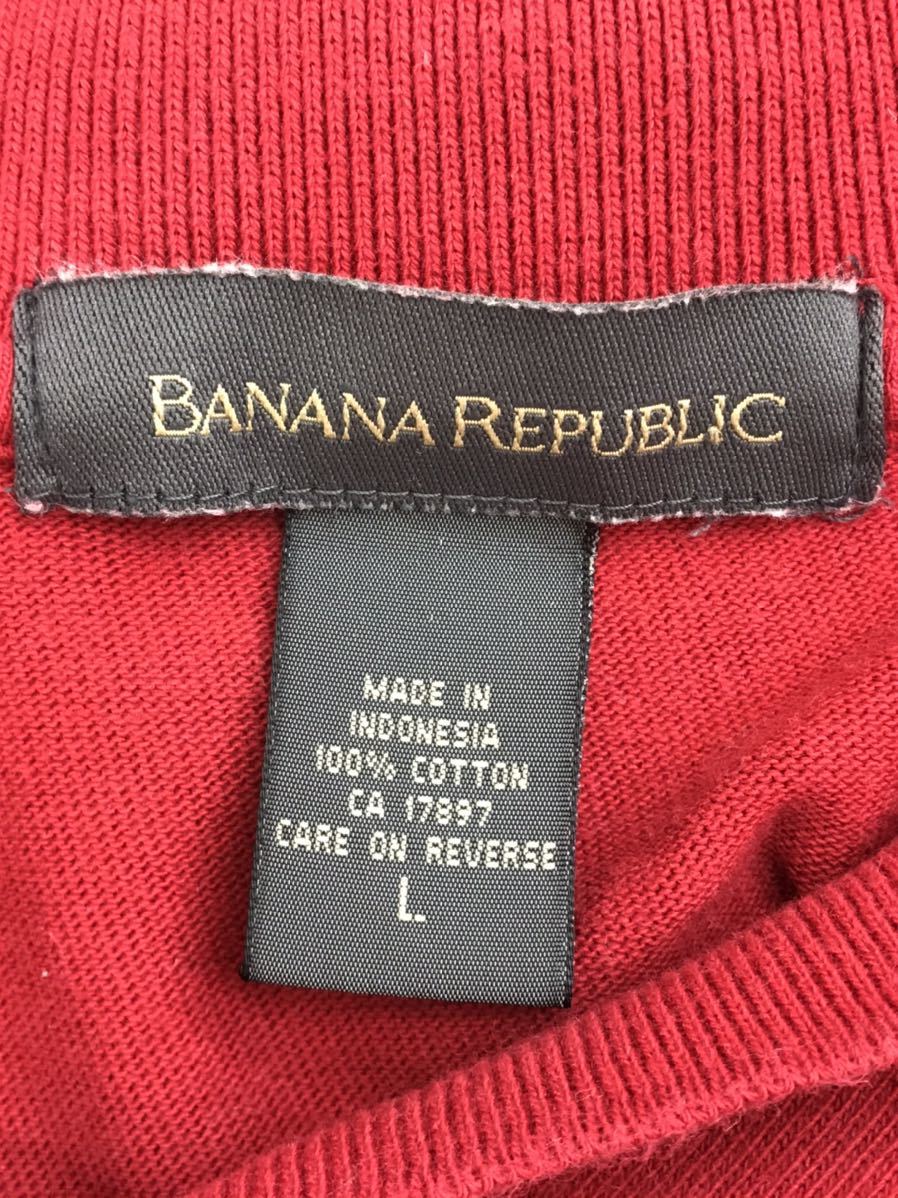 BANANA REPUBLIC
MADE IN
INDONESIA
100% COTTON
CA 17897
CARE ON REVERSE
L